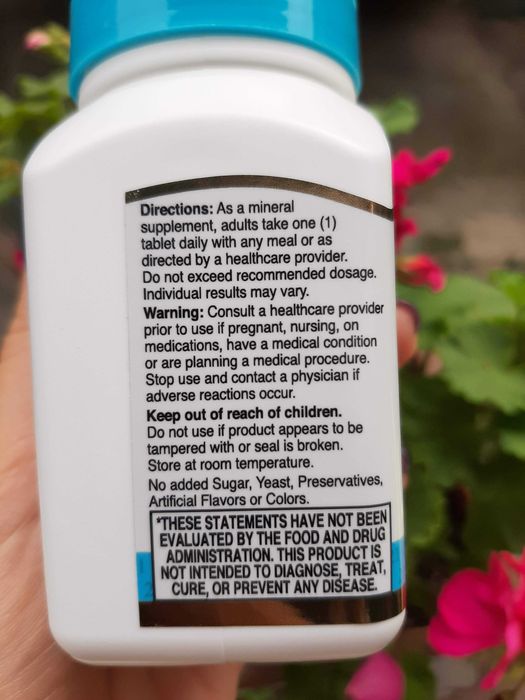 Directions: As a mineral
supplement, adults take one (1)
tablet daily with any meal or as
directed by a healthcare provider.
Do not exceed recommended dosage.
Individual results may vary.
Warning: Consult a healthcare provider
prior to use if pregnant, nursing, on
medications, have a medical condition
or are planning a medical procedure.
Stop use and contact a physician if
adverse reactions occur.
Keep out of reach of children.
Do not use if product appears to be
tampered with or seal is broken.
Store at room temperature.
No added Sugar, Yeast, Preservatives,
Artificial Flavors or Colors.
*THESE STATEMENTS HAVE NOT BEEN
EVALUATED BY THE FOOD AND DRUG
ADMINISTRATION. THIS PRODUCT IS
NOT INTENDED TO DIAGNOSE, TREAT,
CURE, OR PREVENT ANY DISEASE.